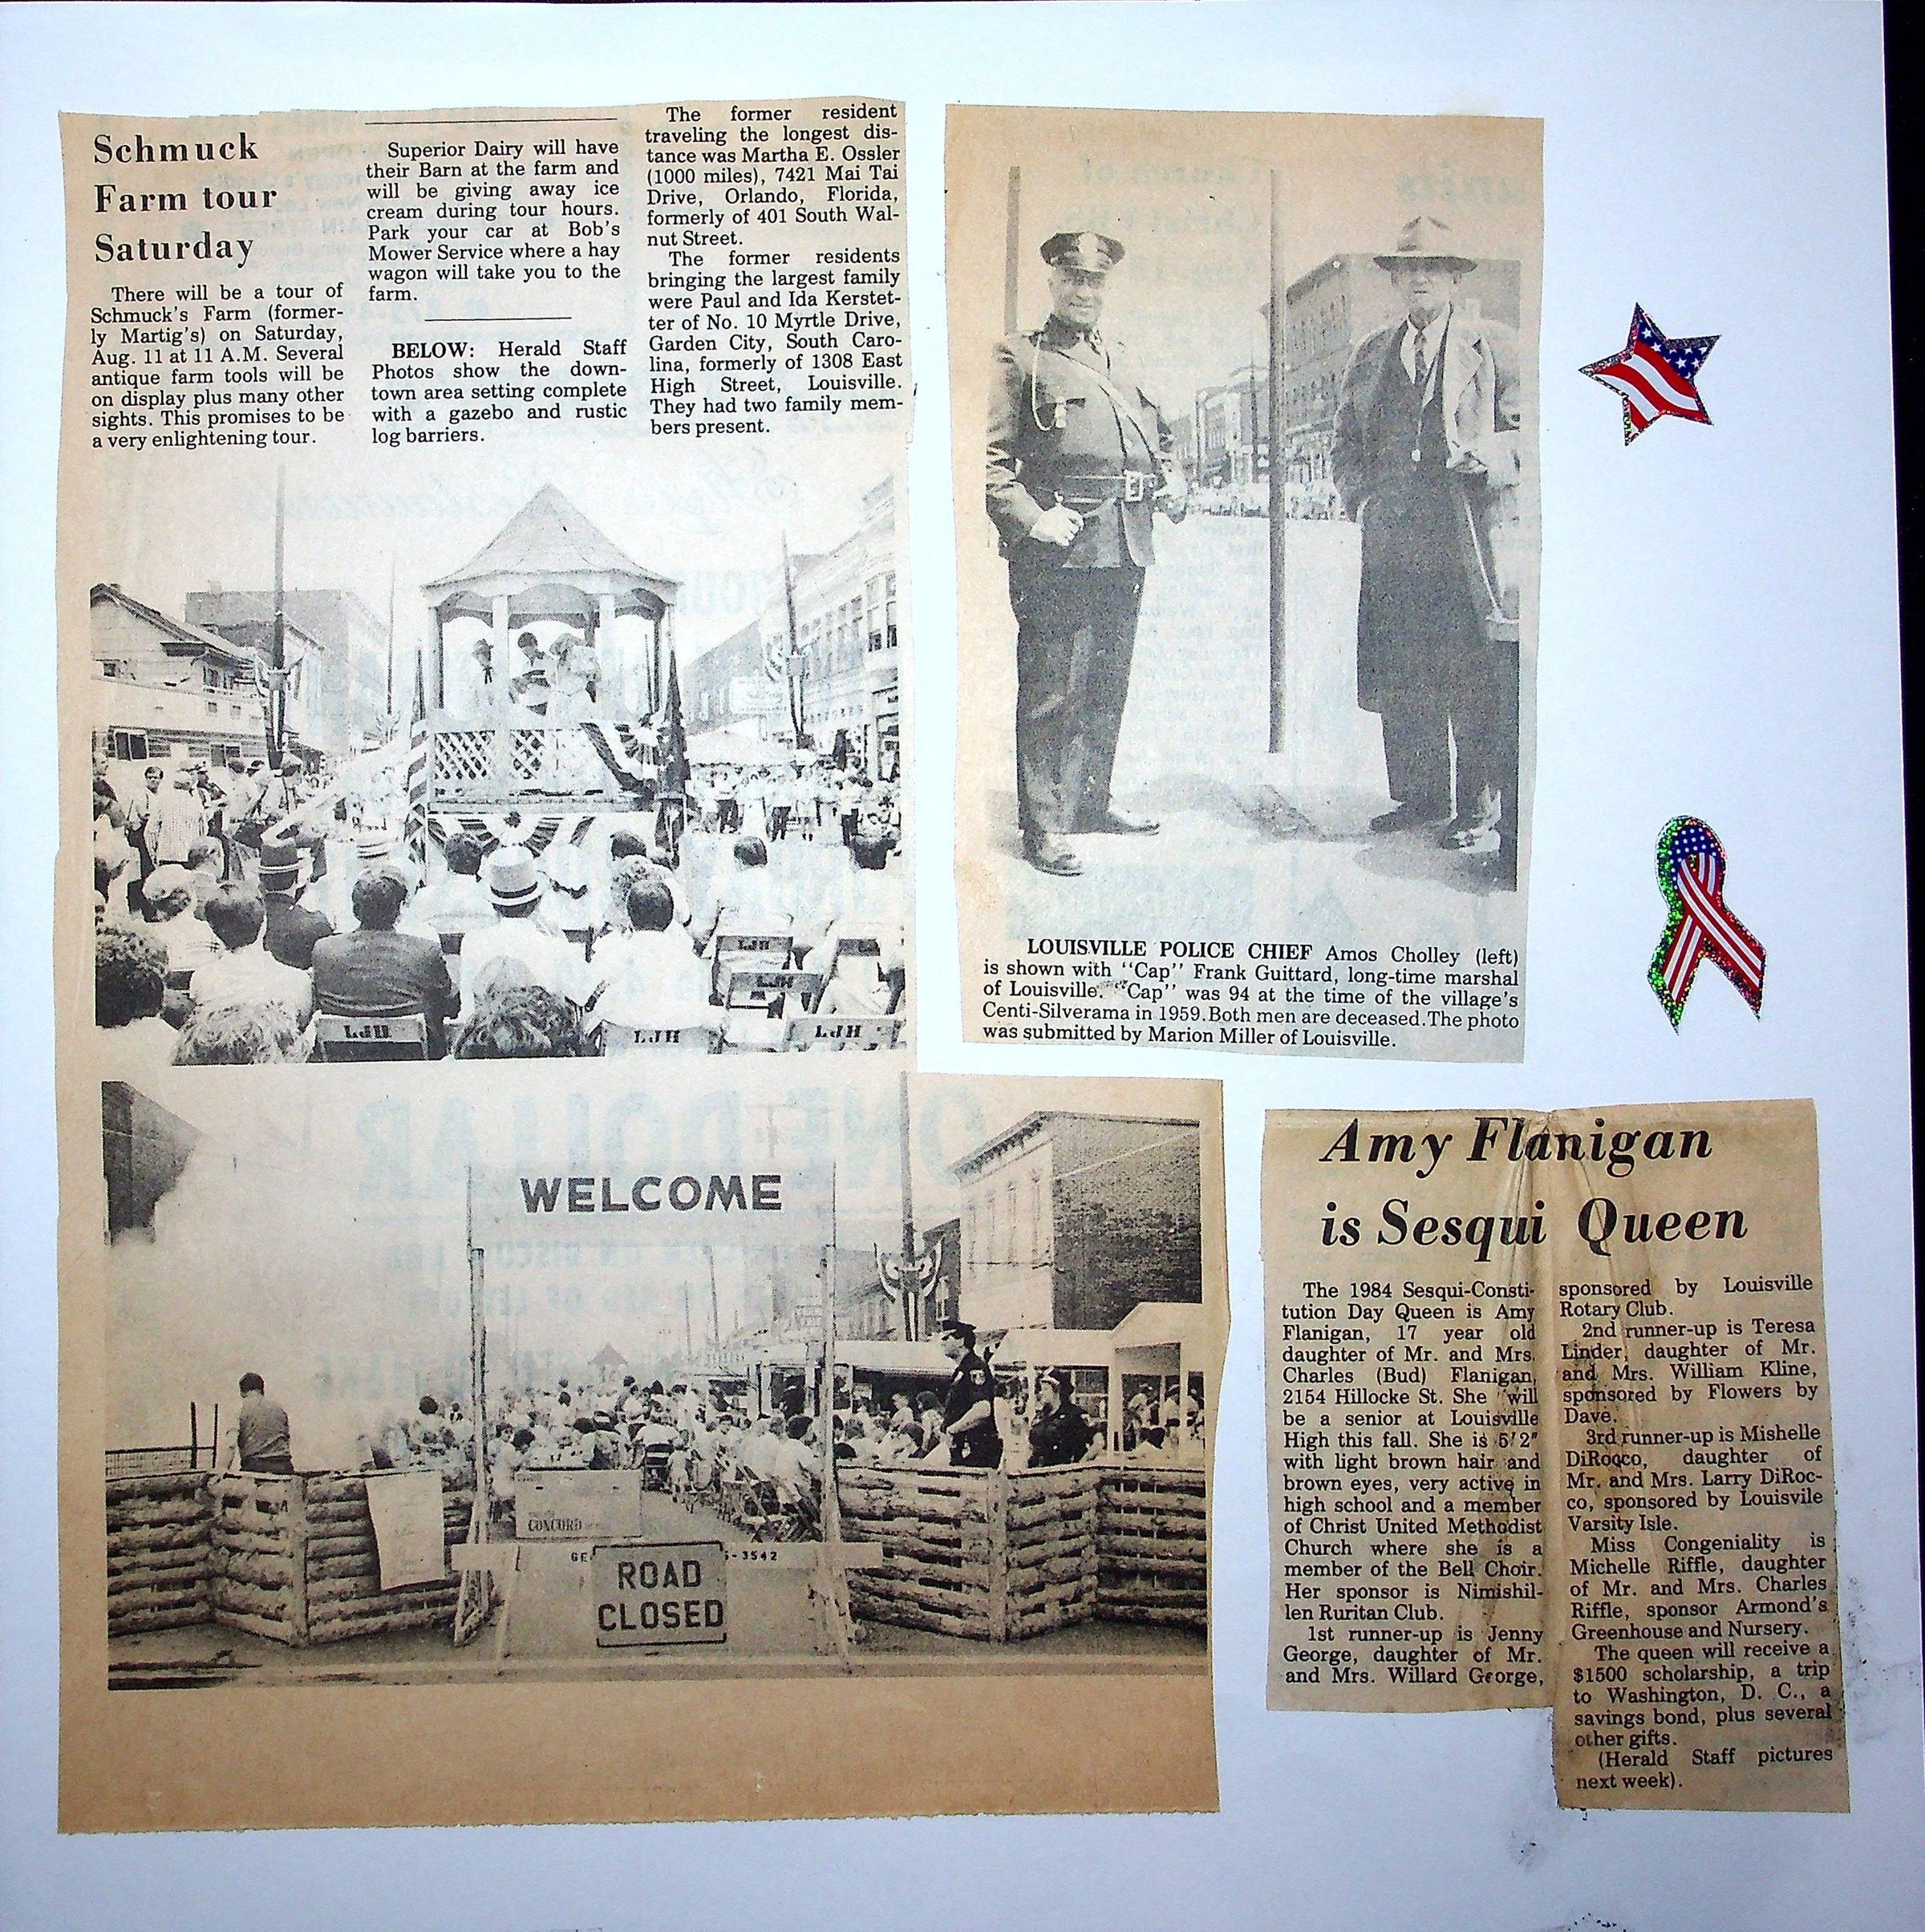 Schmuck
Farm tour
Saturday
There will be a tour of
Schmuck's Farm (former-
ly Martig's) on Saturday,
Aug. 11 at 11 A.M. Several
antique farm tools will be
on display plus many other
sights. This promises to be
a very enlightening tour.
Superior Dairy will have
their Barn at the farm and
will be giving away ice
cream during tour hours.
Park your car at Bob's
Mower Service where a hay
wagon will take you to the
farm.
BELOW: Herald Staff
Photos show the down-
town area setting complete
with a gazebo and rustic
log barriers.
The former resident
traveling the longest dis-
tance was Martha E. Ossler
(1000 miles), 7421 Mai Tai
Drive, Orlando, Florida,
formerly of 401 South Wal-
nut Street.
The former residents
bringing the largest family
were Paul and Ida Kerstet-
ter of No. 10 Myrtle Drive,
Garden City, South Caro-
lina, formerly of 1308 East
High Street, Louisville.
They had two family mem-
bers present.
LJH
LJH
LJH
LJH
LJH
WELCOME
CONCORD
GE
5-3542
ROAD
CLOSED
LOUISVILLE POLICE CHIEF Amos Cholley (left)
is shown with "Cap" Frank Guittard, long-time marshal
of Louisville. "Cap" was 94 at the time of the village's
Centi-Silverama in 1959. Both men are deceased. The photo
was submitted by Marion Miller of Louisville.
Amy Flanigan
is Sesqui Queen
The 1984 Sesqui-Consti-
tution Day Queen is Amy
Flanigan, 17 year old
daughter of Mr. and Mrs.
Charles (Bud) Flanigan,
2154 Hillocke St. She will
be a senior at Louisville
High this fall. She is 5'2"
with light brown hair and
brown eyes, very active in
high school and a member
of Christ United Methodist
Church where she is a
member of the Bell Choir.
Her sponsor is Nimishil-
len Ruritan Club.
1st runner-up is Jenny
George, daughter of Mr.
and Mrs. Willard George,
sponsored by Louisville
Rotary Club.
2nd runner-up is Teresa
Linder, daughter of Mr.
and Mrs. William Kline,
sponsored by Flowers by
Dave.
3rd runner-up is Mishelle
DiRocco, daughter of
Mr. and Mrs. Larry DiRoc-
co, sponsored by Louisvile
Varsity Isle.
Miss Congeniality is
Michelle Riffle, daughter
of Mr. and Mrs. Charles
Riffle, sponsor Armond's
Greenhouse and Nursery.
The queen will receive a
$1500 scholarship, a trip
to Washington, D. C., a
savings bond, plus several
other gifts.
(Herald Staff pictures
next week).